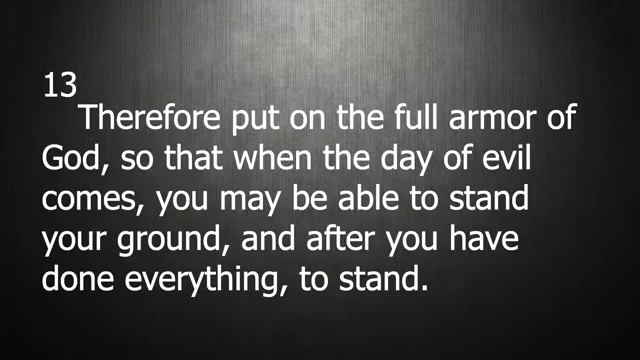 13
Therefore put on the full armor of
God, so that when the day of evil
comes, you may be able to stand
your ground, and after you have
done everything, to stand.